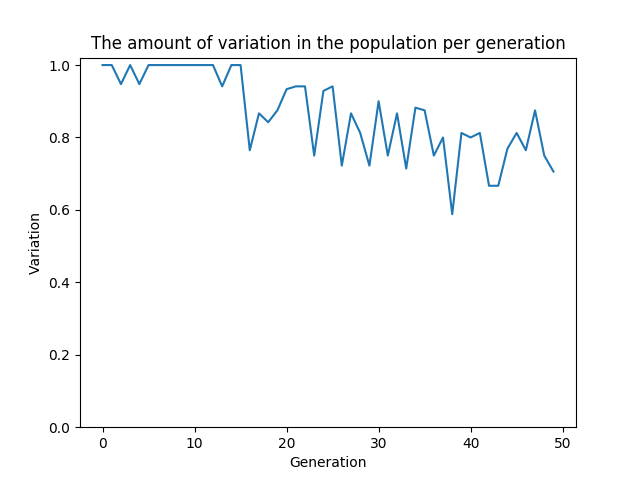 The amount of variation in the population per generation
1.0
0.8
0.6
0.4
0.2
0.0
Variation
0 10 20 30 40 50
Generation